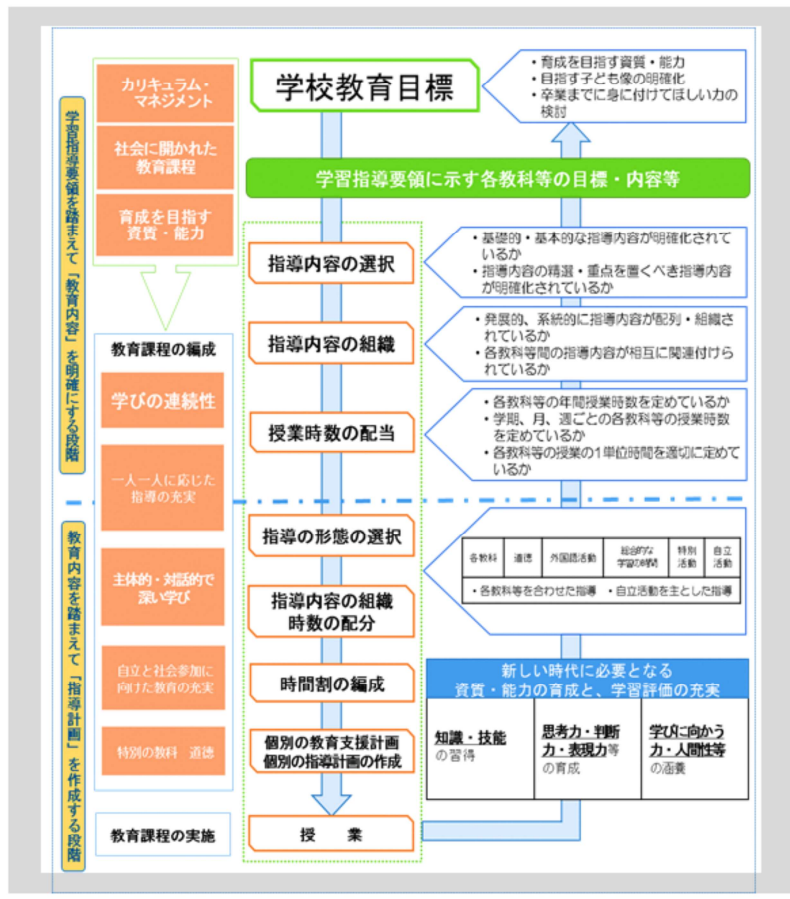 学習指導要領を踏まえて「教育内容」を明確にする段階
教育内容を踏まえて「指導計画」を作成する段階
カリキュラム・
マネジメント
社会に開かれた
教育課程
育成を目指す
資質・能力
教育課程の編成
学びの連続性
一人一人に応じた
指導の充実
主体的・対話的で
深い学び
自立と社会参加に
向けた教育の充実
特別の教科　道徳
教育課程の実施
学校教育目標
・育成を目指す資質・能力
・目指す子ども像の明確化
・卒業までに身に付けてほしい力の
検討
学習指導要領に示す各教科等の目標・内容等
指導内容の選択
・基礎的・基本的な指導内容が明確化されて
いるか
・指導内容の精選・重点を置くべき指導内容
が明確化されているか
指導内容の組織
・発展的、系統的に指導内容が配列・組織さ
れているか
・各教科等間の指導内容が相互に関連付けら
れているか
授業時数の配当
・各教科等の年間授業時数を定めているか
・学期、月、週ごとの各教科等の授業時数
を定めているか
・各教科等の授業の1単位時間を適切に定めて
いるか
指導の形態の選択
各教科
道徳
外国語活動
総合的な
学習の時間
特別
活動
自立
活動
・各教科等を合わせた指導　・自立活動を主とした指導
指導内容の組織
時数の配分
時間割の編成
個別の教育支援計画
個別の指導計画の作成
授　業
新しい時代に必要となる
資質・能力の育成と、学習評価の充実
知識・技能
の習得
思考力・判断
力・表現力等
の育成
学びに向かう
力・人間性等
の涵養